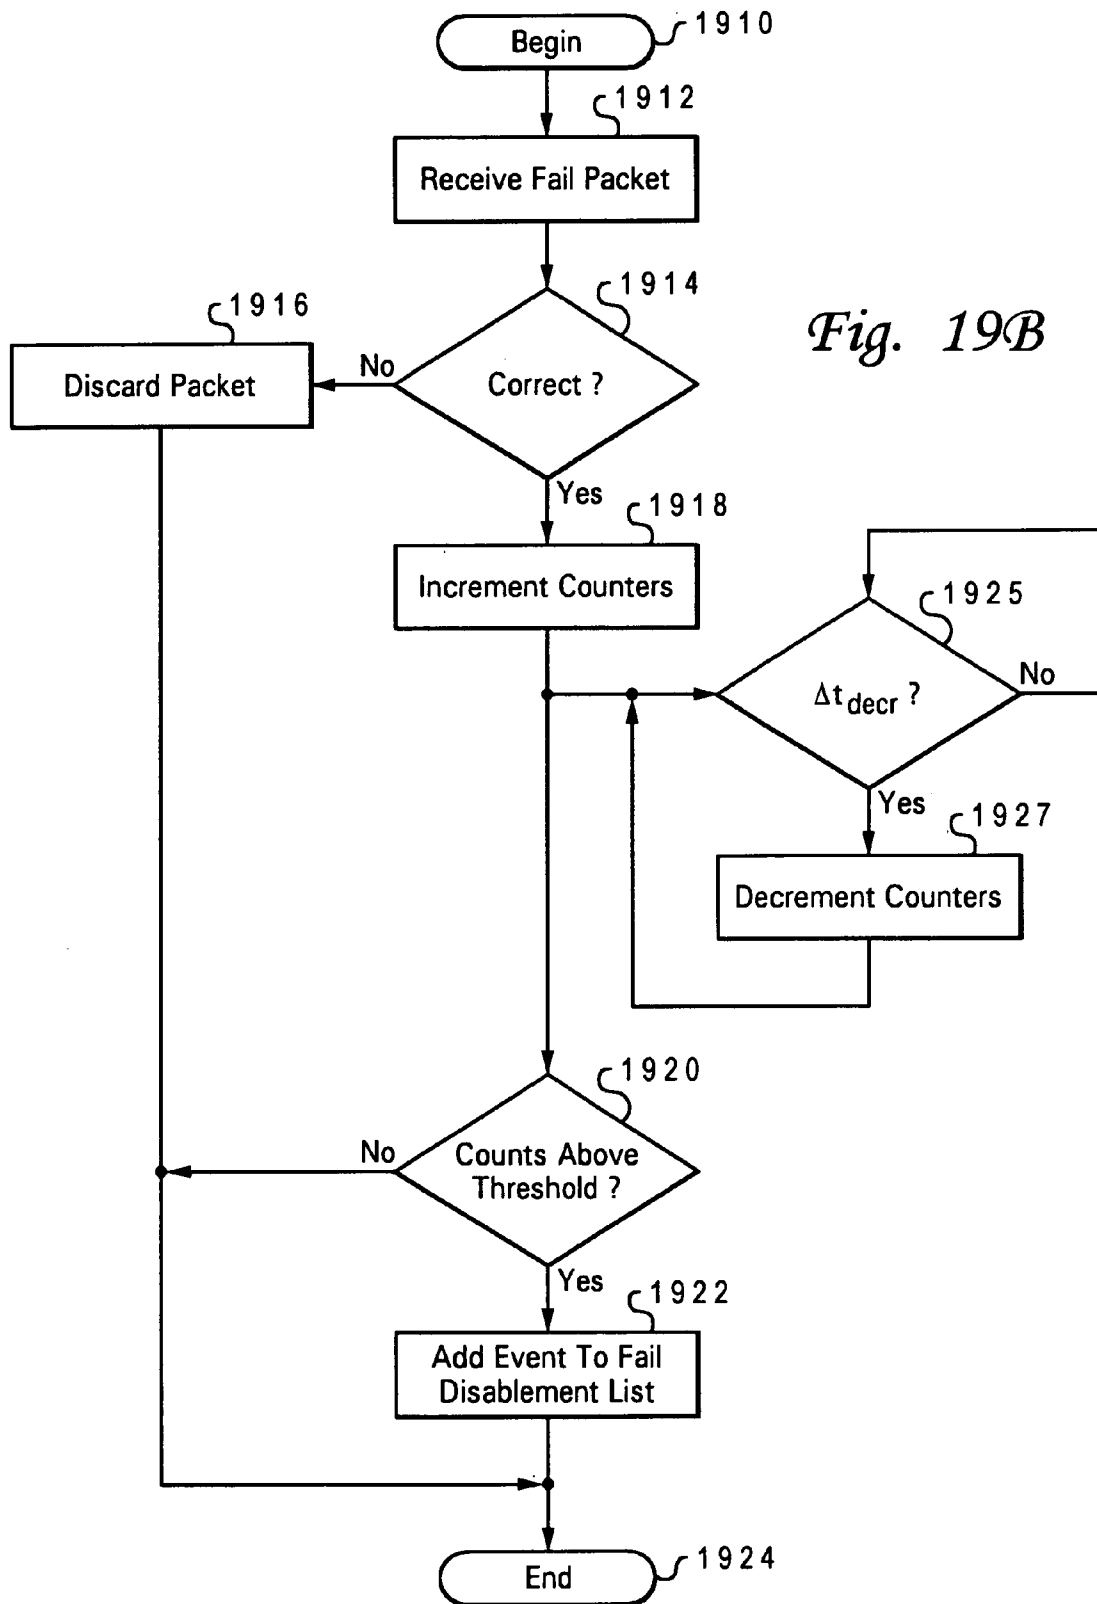 Begin
1910
1912
Receive Fail Packet
1914
1916
Fig. 19B
Discard Packet
No
Correct ?
Yes
1918
Increment Counters
1925
No
Δt decr ?
Yes
1927
Decrement Counters
1920
No
Counts Above
Threshold ?
Yes
1922
Add Event To Fail
Disablement List
End
1924